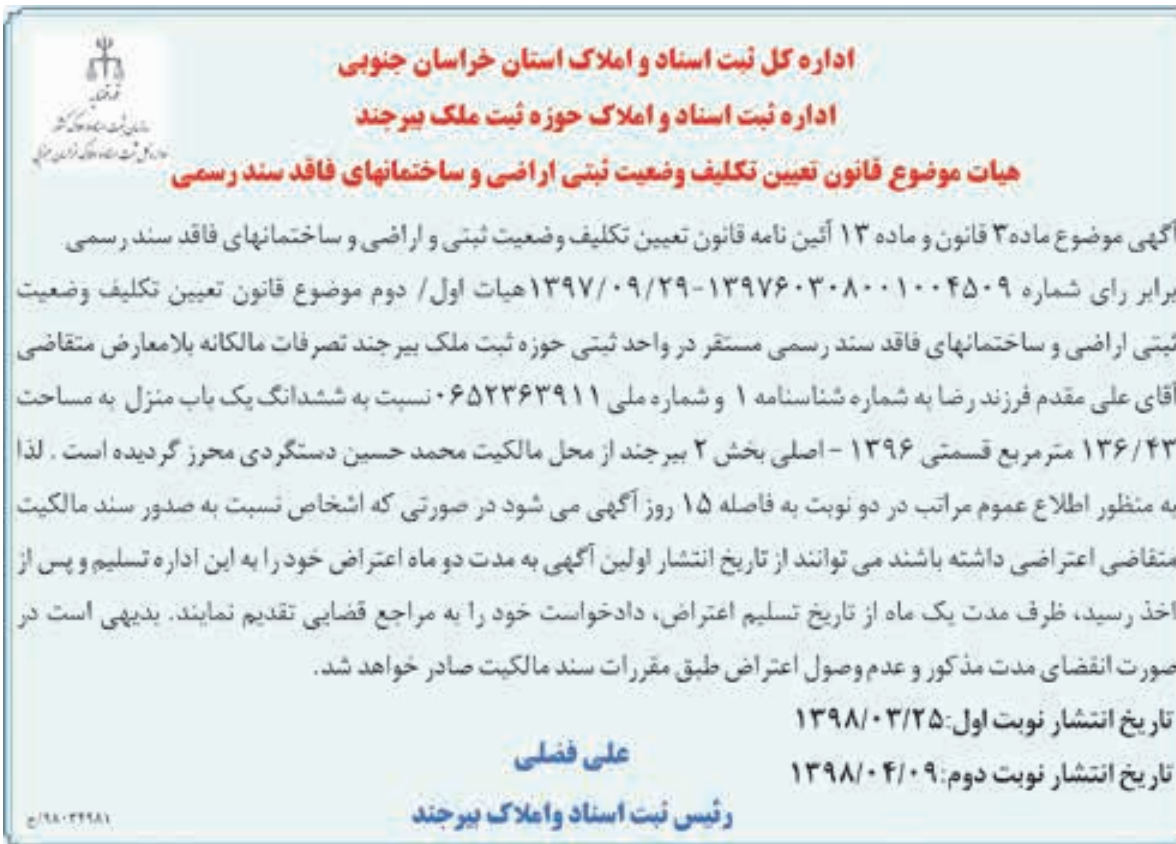 اداره کل ثبت اسناد و املاک استان خراسان جنوبی
اداره ثبت اسناد و املاک حوزه ثبت ملک بیرجند
هیات موضوع قانون تعیین تکلیف وضعیت ثبتی اراضی و ساختمانهای فاقد سند رسمی
آگهی موضوع ماده۳ قانون و ماده ۱۳ آئین نامه قانون تعیین تکلیف وضعیت ثبتی و اراضی و ساختمانهای فاقد سند رسمی
برابر رای شماره ۱۳۹۷۶۰۳۰۸۰۰۱۰۰۴۵۰۹-۱۳۹۷/۰۹/۲۹هیات اول/ دوم موضوع قانون تعیین تکلیف وضعیت
ثبتی اراضی و ساختمانهای فاقد سند رسمی مستقر در واحد ثبتی حوزه ثبت ملک بیرجند تصرفات مالکانه بلامعارض متقاضی
آقای علی مقدم فرزند رضا به شماره شناسنامه ۱ و شماره ملی ۰۶۵۲۳۶۳۹۱۱نسبت به ششدانگ یک باب منزل به مساحت
۱۳۶/۴۳ مترمربع قسمتی ۱۳۹۶ - اصلی بخش ۲ بیرجند از محل مالکیت محمد حسین دستگردی محرز گردیده است . لذا
به منظور اطلاع عموم مراتب در دو نوبت به فاصله ۱۵ روز آگهی می شود در صورتی که اشخاص نسبت به صدور سند مالکیت
متقاضی اعتراضی داشته باشند می توانند از تاریخ انتشار اولین آگهی به مدت دو ماه اعتراض خود را به این اداره تسلیم و پس از
اخذ رسید، ظرف مدت یک ماه از تاریخ تسلیم اعتراض، دادخواست خود را به مراجع قضایی تقدیم نمایند. بدیهی است در
صورت انقضای مدت مذکور و عدم وصول اعتراض طبق مقررات سند مالکیت صادر خواهد شد.
تاریخ انتشار نوبت اول:۱۳۹۸/۰۳/۲۵
تاریخ انتشار نوبت دوم:۱۳۹۸/۰۴/۰۹
علی فضلی
رئیس ثبت اسناد واملاک بیرجند